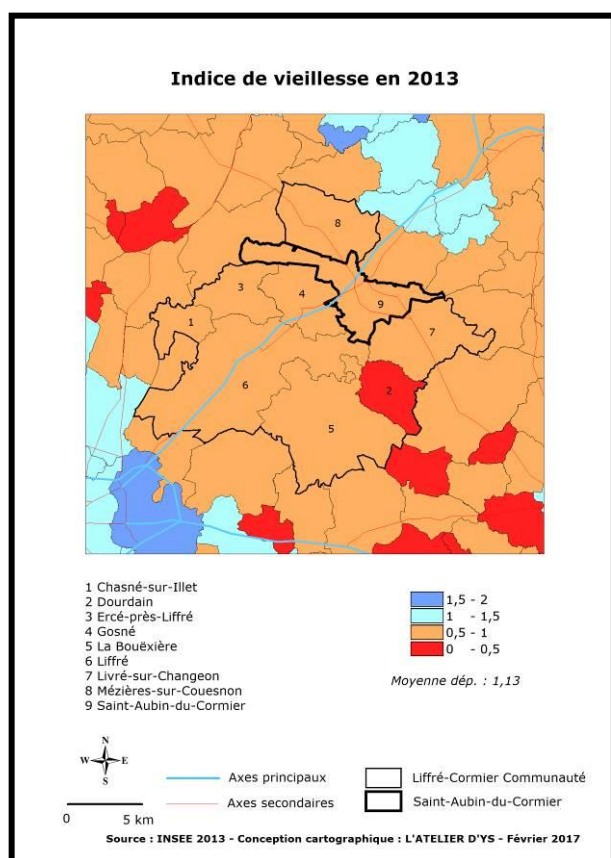 Indice de vieillesse en 2013
8
3
4
9
1
7
2
6
5
1 Chasné-sur-Illet
2 Dourdain
3 Ercé-près-Liffré
4 Gosné
5 La Bouëxière
6 Liffré
7 Livré-sur-Changeon
8 Mézières-sur-Couesnon
9 Saint-Aubin-du-Cormier
1,5 - 2
1 - 1,5
0,5 - 1
0 - 0,5
Moyenne dép. : 1,13
N
W E
S
0 5 km
Axes principaux
Axes secondaires
Liffré-Cormier Communauté
Saint-Aubin-du-Cormier
Source : INSEE 2013 - Conception cartographique : L'ATELIER D'YS - Février 2017